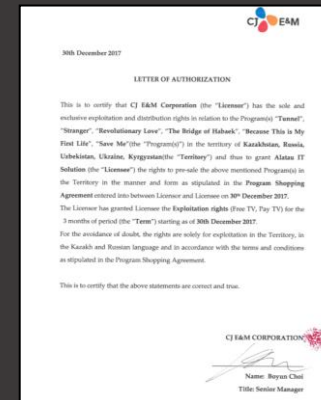 CJ E&M
30th December 2017
LETTER OF AUTHORIZATION
This is to certify that CJ E&M Corporation (the "Licensor") has the sole and
exclusive exploitation and distribution rights in relation to the Program(s) "Tunnel",
"Stranger", "Revolutionary Love", "The Bridge of Habaek", "Because This is My
First Life", "Save Me"(the "Program(s)") in the territory of Kazakhstan, Russia,
Uzbekistan, Ukraine, Kyrgyzstan(the "Territory") and thus to grant Alatau IT
Solution (the "Licensee") the rights to pre-sale the above mentioned Program(s) in
the Territory in the manner and form as stipulated in the Program Shopping
Agreement entered into between Licensor and Licensee on 30th December 2017.
The Licensor has granted Licensee the Exploitation rights (Free TV, Pay TV) for the
3 months of period (the "Term") starting as of 30th December 2017.
For the avoidance of doubt, the rights are solely for exploitation in the Territory, in
the Kazakh and Russian language and in accordance with the terms and conditions
as stipulated in the Program Shopping Agreement.
This is to certify that the above statements are correct and true.
CJ E&M CORPORATION
Name: Boyun Choi
Title: Senior Manager